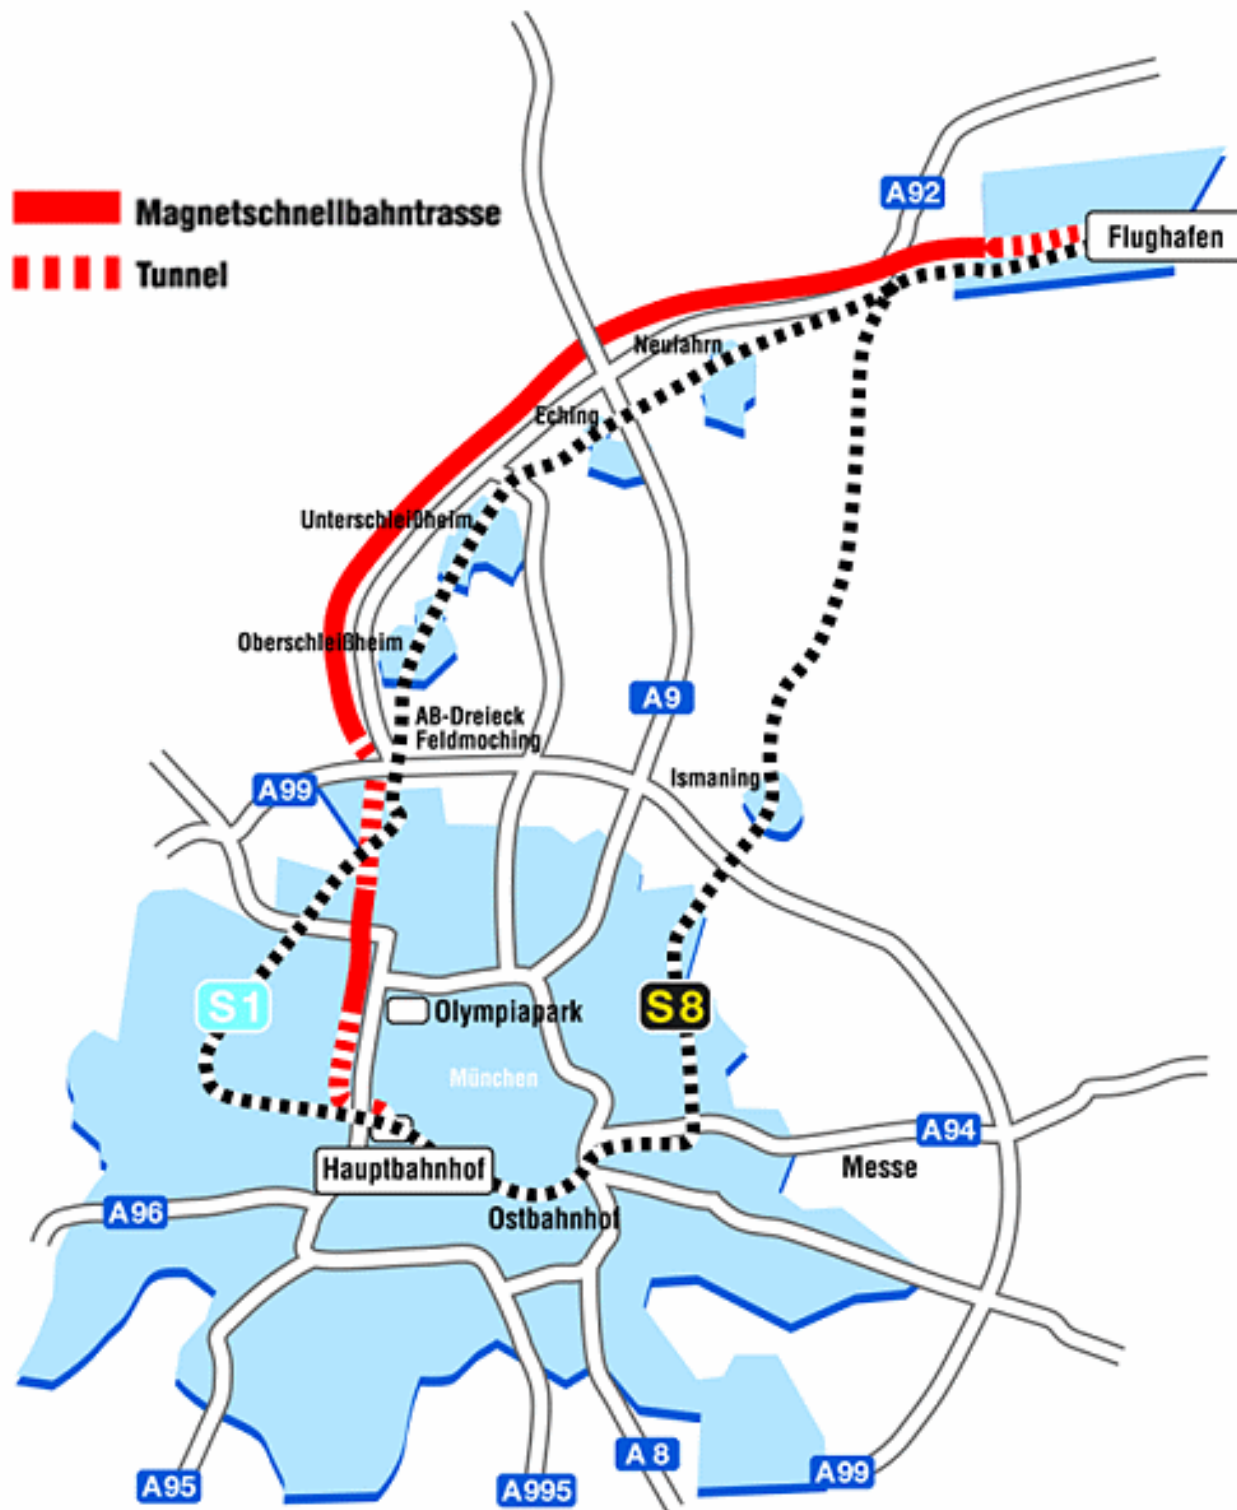 A92
Magnetschnellbahntrasse
Flughafen
Tunnel
Neufahrn
Eching
Unterschleißheim
Oberschleißheim
A9
AB-Dreieck
Feldmoching
Ismaning
A99
S1
S8
Olympiapark
München
A94
Messe
Hauptbahnhof
A96
Ostbahnhof
A8
A99
A95
A995